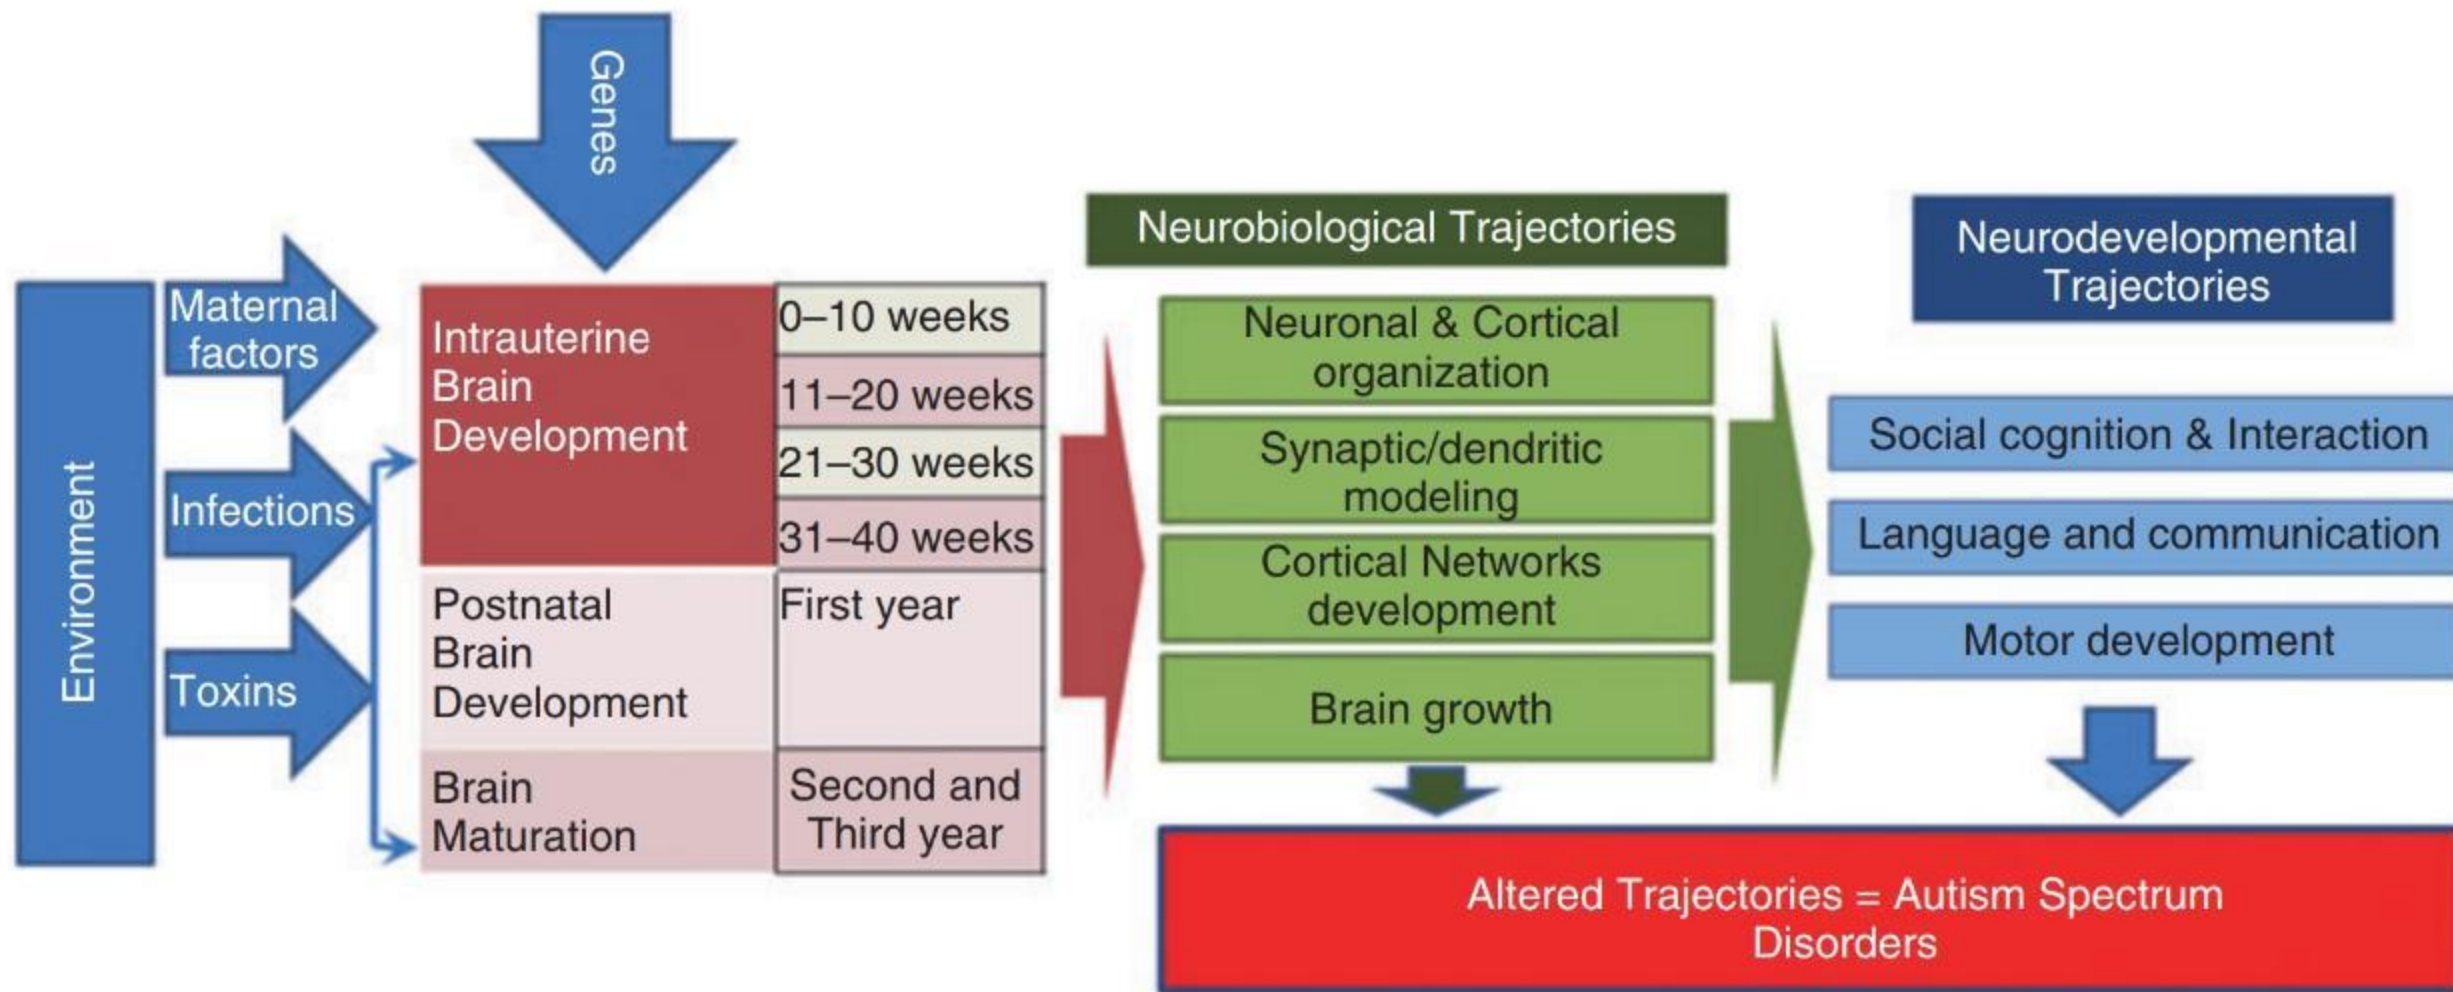 Genes
Environment
Maternal
factors
Infections
Toxins
Intrauterine
Brain
Development
0–10 weeks
11–20 weeks
21–30 weeks
31–40 weeks
Postnatal
Brain
Development
First year
Brain
Maturation
Second and
Third year
Neurobiological Trajectories
Neuronal & Cortical
organization
Synaptic/dendritic
modeling
Cortical Networks
development
Brain growth
Neurodevelopmental
Trajectories
Social cognition & Interaction
Language and communication
Motor development
Altered Trajectories = Autism Spectrum
Disorders